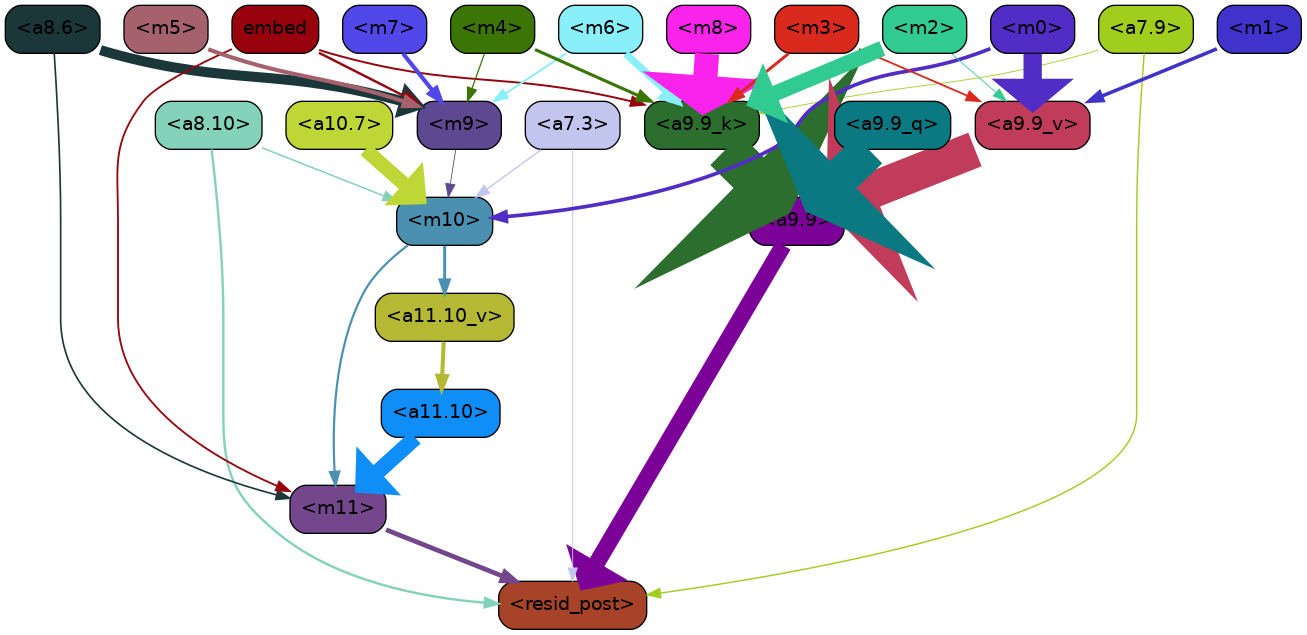 <a8.6>
<m5>
embed
<m7>
<m4>
<m6>
<m8>
<m3>
<m2>
<m0>
<a7.9>
<m1>
<a8.10>
<a10.7>
<m9>
<a7.3>
<a9.9_k>
<a9.9_q>
<a9.9_v>
<m10>
<a9.9>
<a11.10_v>
<a11.10>
<m11>
<resid_post>